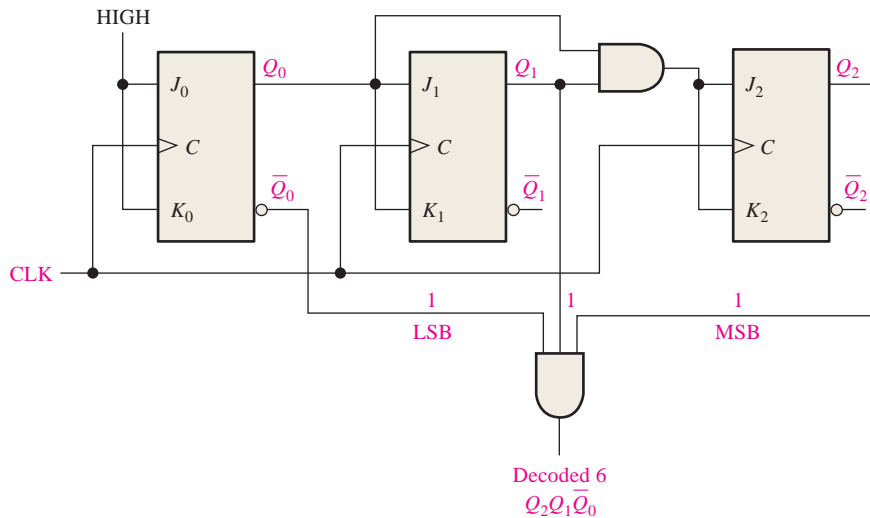 HIGH
Q₀ Q₁ Q₂
J₀ J₁ J₂
C C C
Q̅₀ Q̅₁ Q̅₂
K₀ K₁ K₂
CLK
1 1 1
LSB MSB
Decoded 6
Q₂Q₁Q̅₀